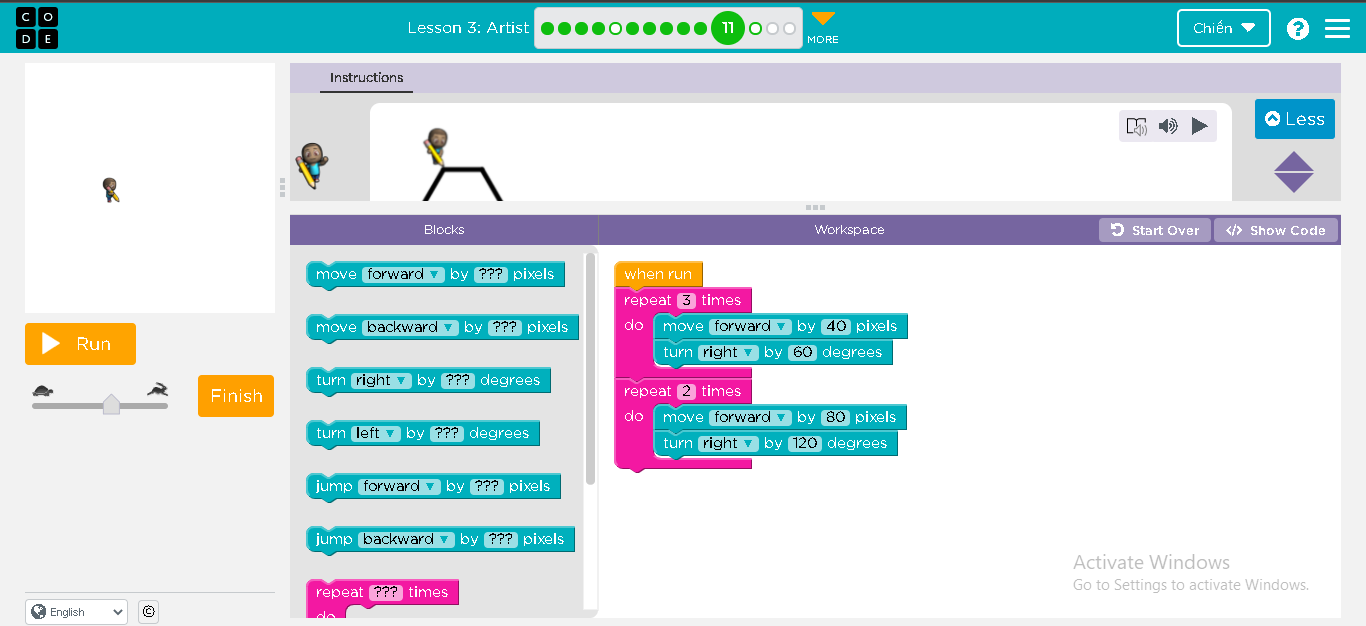 C O
D E
Lesson 3: Artist
11
MORE
Chiến
?
Instructions
Less
Blocks
Workspace
Start Over
</> Show Code
Run
Finish
move forward by ??? pixels
move backward by ??? pixels
turn right by ??? degrees
turn left by ??? degrees
jump forward by ??? pixels
jump backward by ??? pixels
repeat ??? times
do
when run
repeat 3 times
do move forward by 40 pixels
turn right by 60 degrees
repeat 2 times
do move forward by 80 pixels
turn right by 120 degrees
Activate Windows
Go to Settings to activate Windows.
English
©